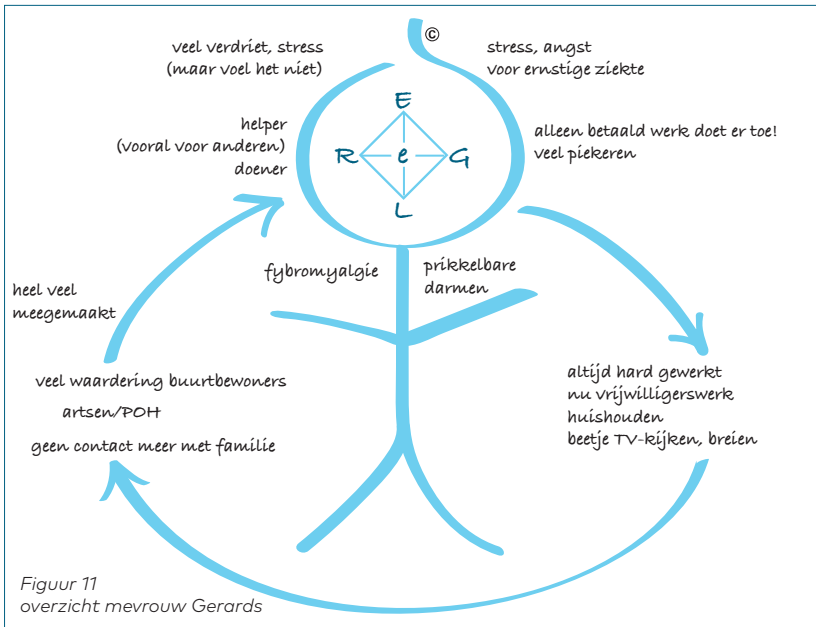 ©
veel verdriet, stress
(maar voel het niet)
stress, angst
voor ernstige ziekte
helper
(vooral voor anderen)
doener
E
R e G
L
alleen betaald werk doet er toe!
veel piekeren
fybromyalgie
prikkelbare
darmen
heel veel
meegemaakt
veel waardering buurtbewoners
artsen/POH
geen contact meer met familie
altijd hard gewerkt
nu vrijwilligerswerk
huishouden
beetje TV-kijken, breien
Figuur 11
overzicht mevrouw Gerards